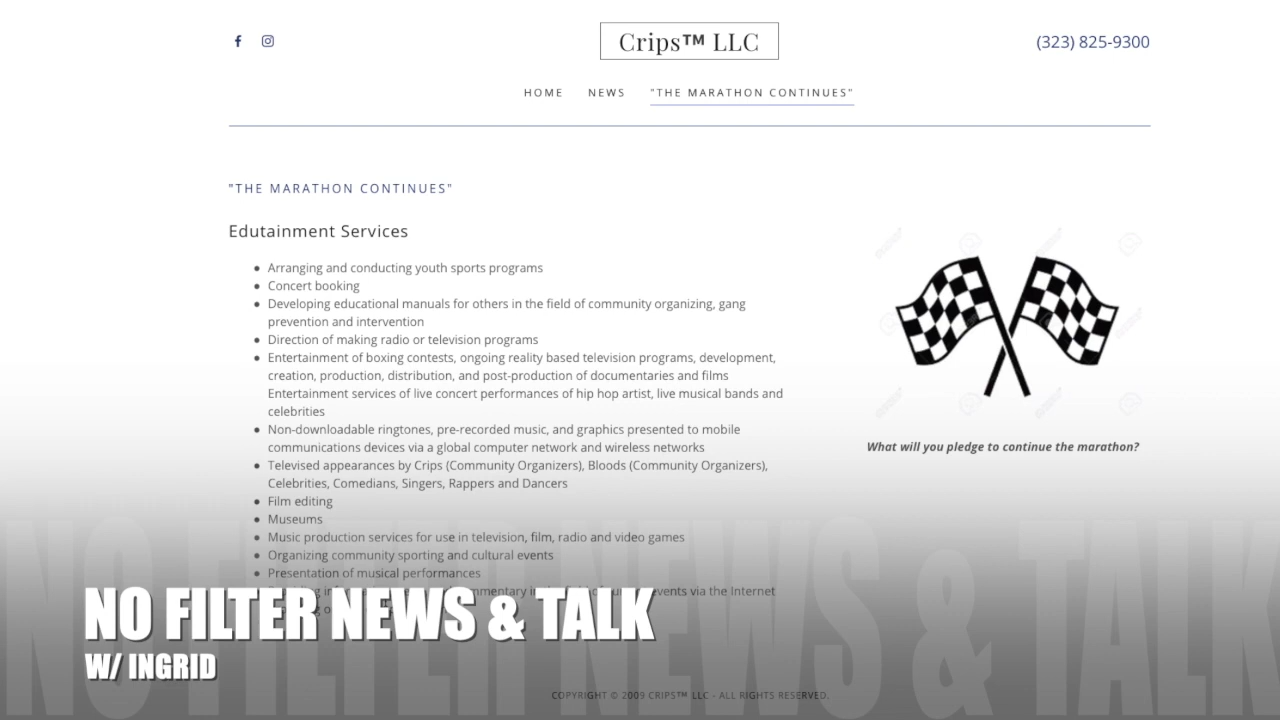 Crips™ LLC
(323) 825-9300
HOME NEWS "THE MARATHON CONTINUES"
"THE MARATHON CONTINUES"
Edutainment Services
• Arranging and conducting youth sports programs
• Concert booking
• Developing educational manuals for others in the field of community organizing, gang
prevention and intervention
• Direction of making radio or television programs
• Entertainment of boxing contests, ongoing reality based television programs, development,
creation, production, distribution, and post-production of documentaries and films
Entertainment services of live concert performances of hip hop artist, live musical bands and
celebrities
• Non-downloadable ringtones, pre-recorded music, and graphics presented to mobile
communications devices via a global computer network and wireless networks
• Televised appearances by Crips (Community Organizers), Bloods (Community Organizers),
Celebrities, Comedians, Singers, Rappers and Dancers
• Film editing
• Museums
• Music production services for use in television, film, radio and video games
• Organizing community sporting and cultural events
• Presentation of musical performances
events via the Internet
What will you pledge to continue the marathon?
NO FILTER NEWS & TALK
NO FILTER NEWS & TALK
W/ INGRID
COPYRIGHT © 2009 CRIPS™ LLC - ALL RIGHTS RESERVED.